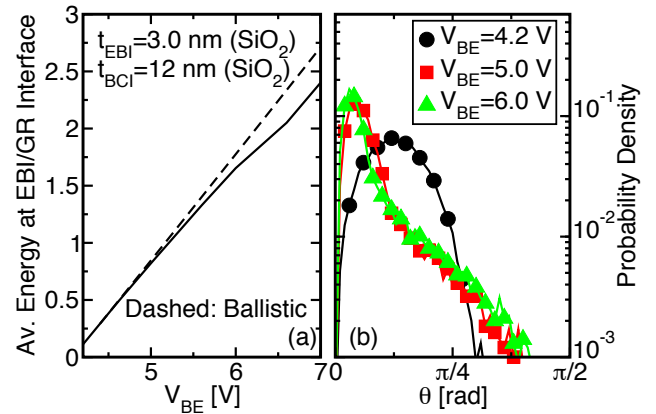 Av. Energy at EBI/GR Interface
3
2.5
2
1.5
1
0.5
0
t_EBI=3.0 nm (SiO₂)
t_BCI=12 nm (SiO₂)
Dashed: Ballistic
(a)
5
6
7
V_BE [V]
V_BE=4.2 V
V_BE=5.0 V
V_BE=6.0 V
(b)
0
π/4
π/2
θ [rad]
10⁻¹
10⁻²
10⁻³
Probability Density